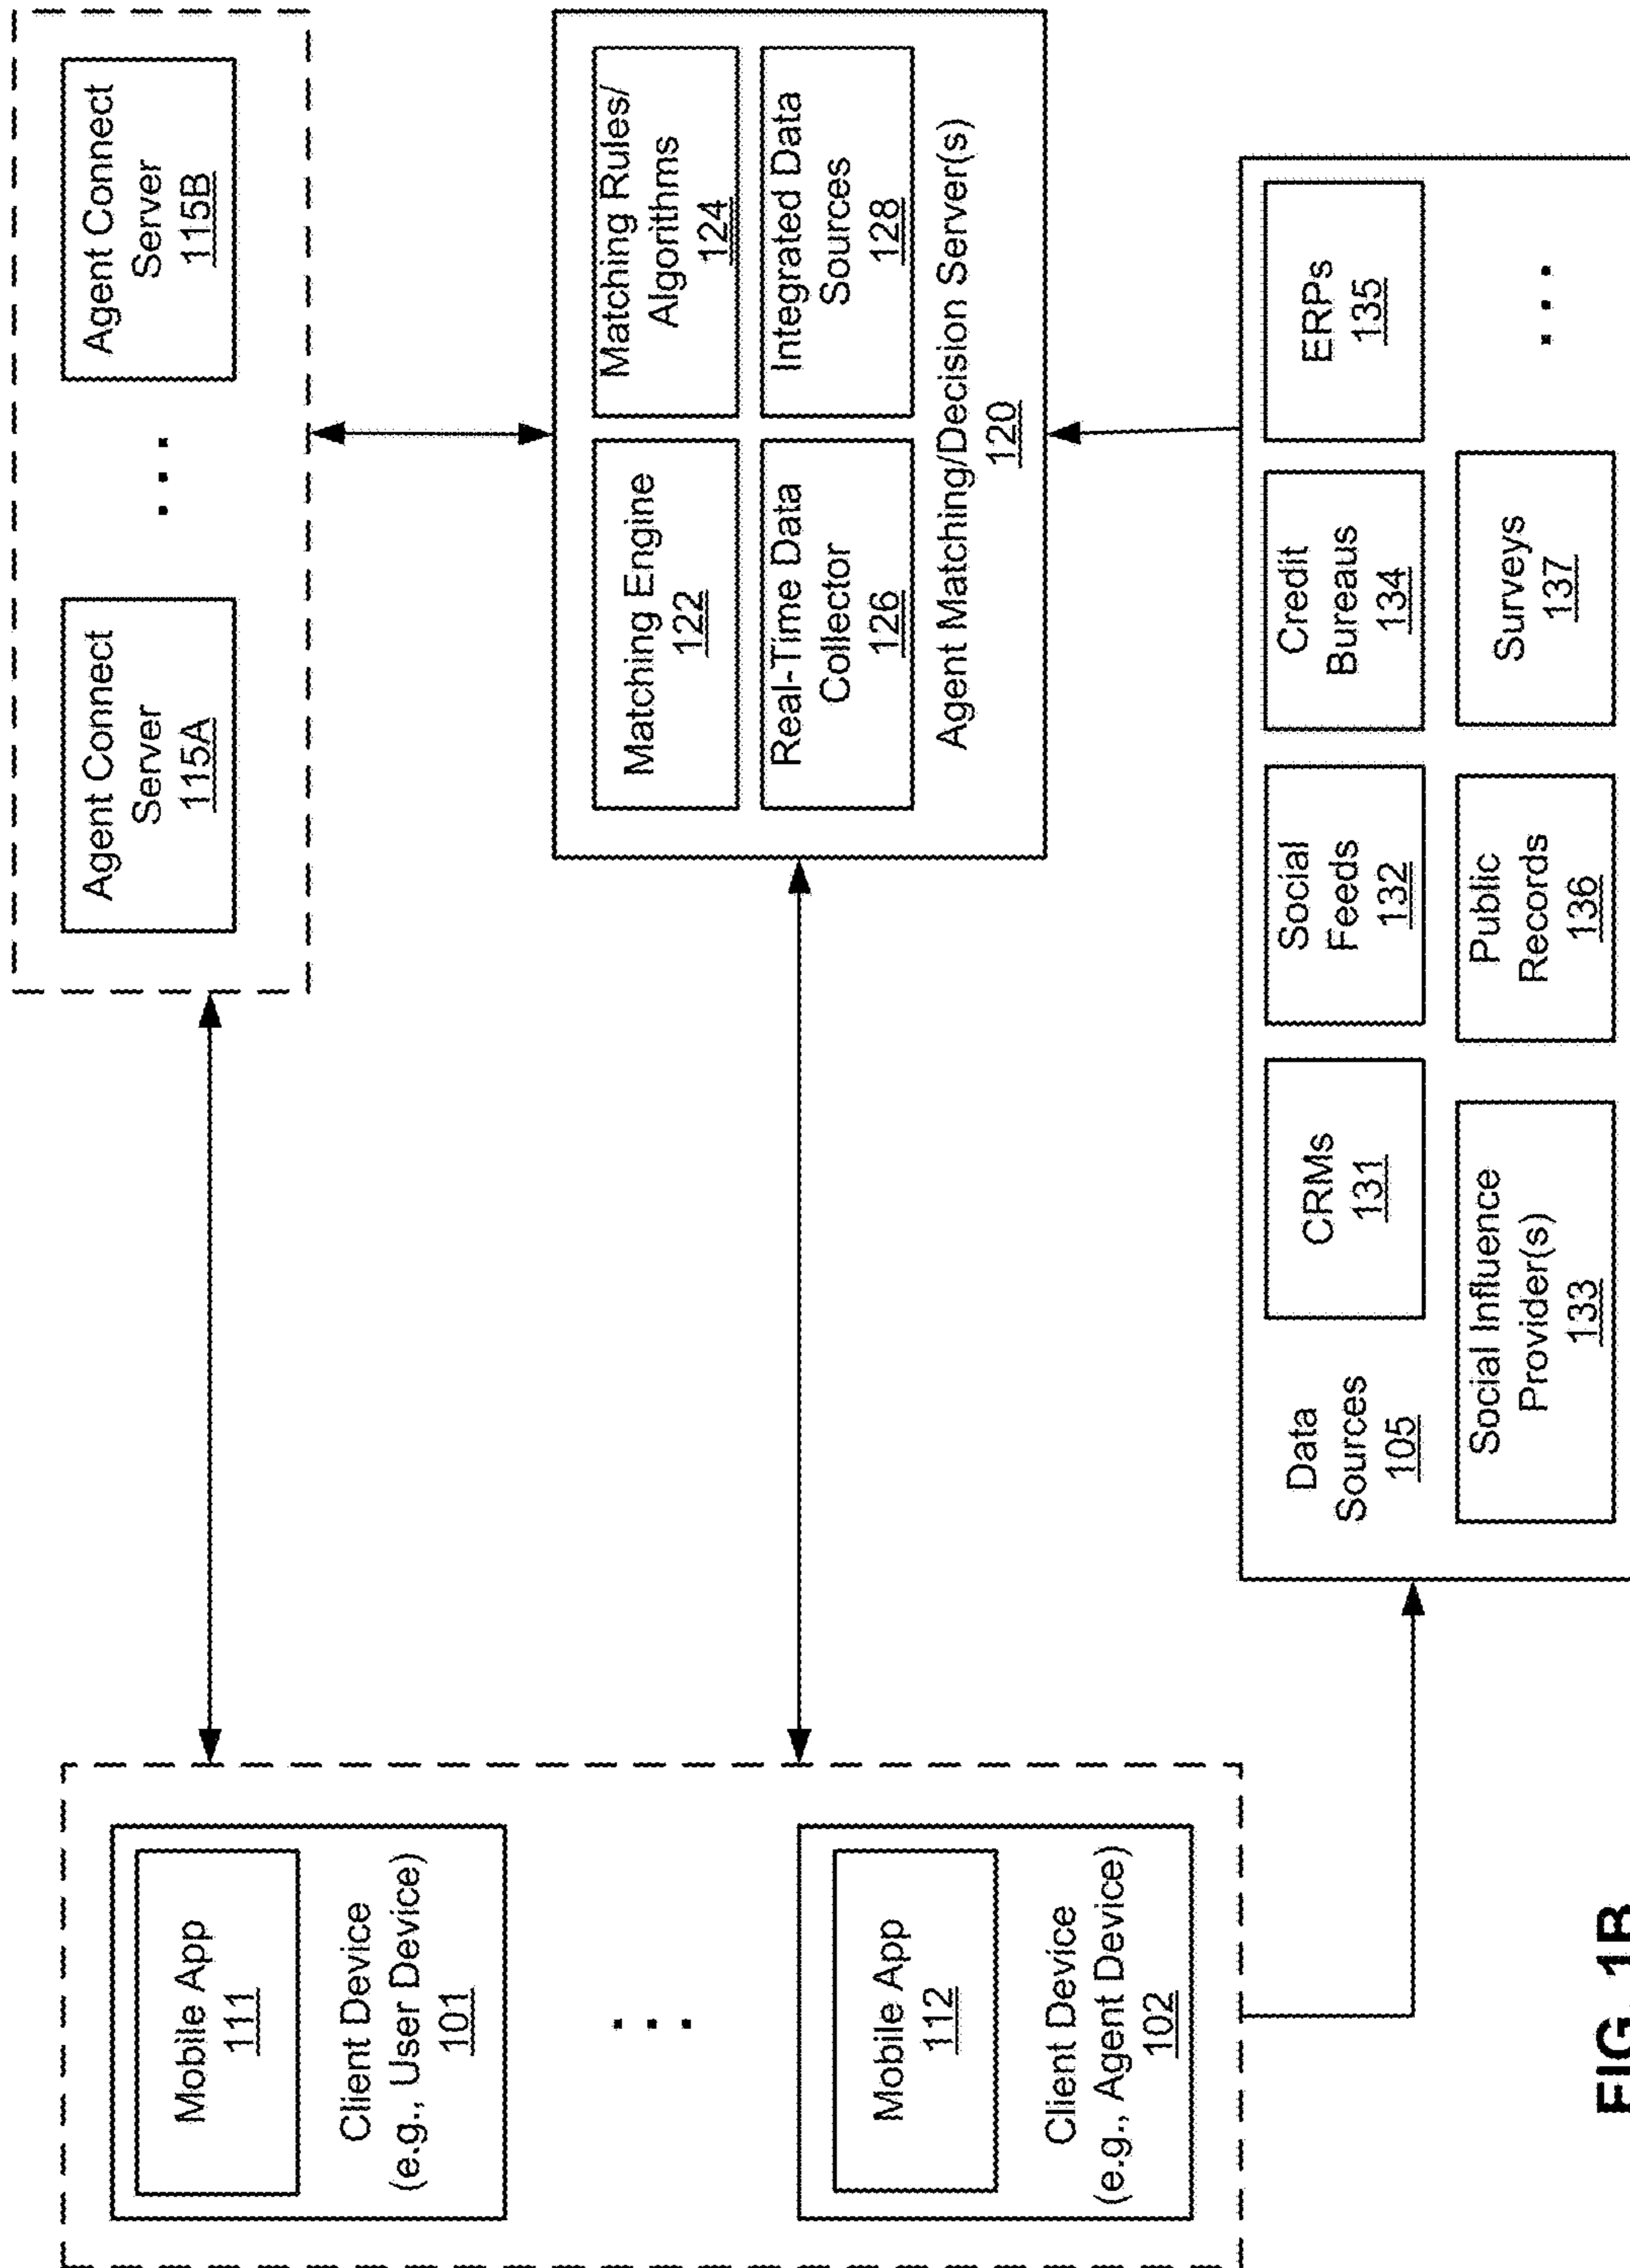 Mobile App
111
Client Device
(e.g., User Device)
101
Mobile App
112
Client Device
(e.g., Agent Device)
102
Agent Connect
Server
115A
Agent Connect
Server
115B
Matching Engine
122
Matching Rules/
Algorithms
124
Real-Time Data
Collector
126
Integrated Data
Sources
128
Agent Matching/Decision Server(s)
120
Data
Sources
105
CRMs
131
Social
Feeds
132
Credit
Bureaus
134
ERPs
135
Social Influence
Provider(s)
133
Public
Records
136
Surveys
137
FIG. 1B